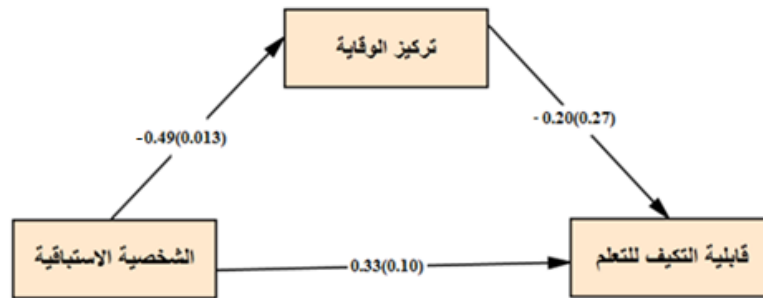 تركيز الوقاية
-0.49(0.013)
- 0.20(0.27)
الشخصية الاستباقية
0.33(0.10)
قابلية التكيف للتعلم